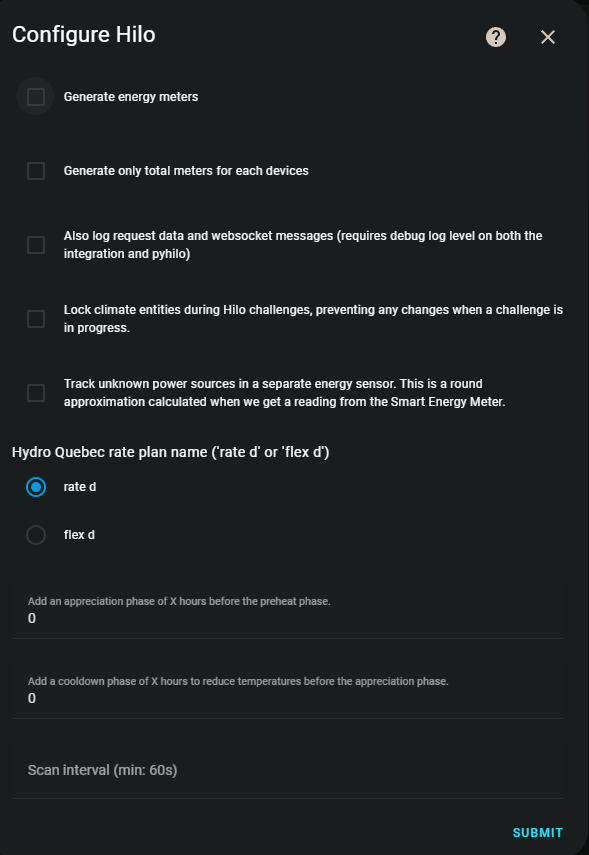 Configure Hilo
?
Generate energy meters
Generate only total meters for each devices
Also log request data and websocket messages (requires debug log level on both the
integration and pyhilo)
Lock climate entities during Hilo challenges, preventing any changes when a challenge is
in progress.
Track unknown power sources in a separate energy sensor. This is a round
approximation calculated when we get a reading from the Smart Energy Meter.
Hydro Quebec rate plan name ('rate d' or 'flex d')
rate d
flex d
Add an appreciation phase of X hours before the preheat phase.
0
Add a cooldown phase of X hours to reduce temperatures before the appreciation phase.
0
Scan interval (min: 60s)
SUBMIT